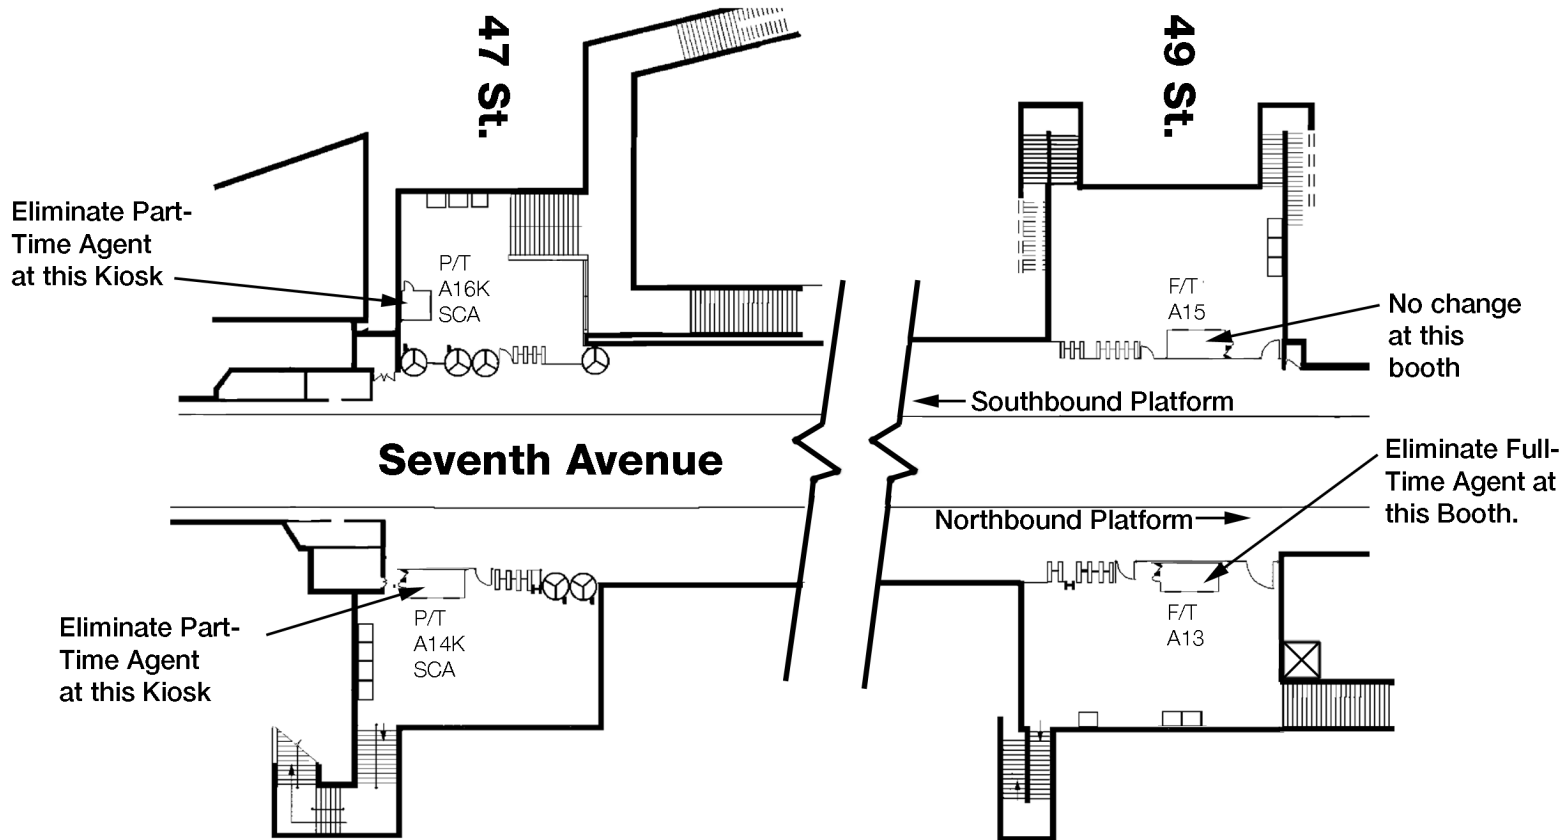 47 St.
49 St.
Eliminate Part-
Time Agent
at this Kiosk
P/T
A16K
SCA
F/T
A15
No change
at this
booth
Southbound Platform
Seventh Avenue
Eliminate Full-
Time Agent at
this Booth.
Northbound Platform
P/T
A14K
SCA
F/T
A13
Eliminate Part-
Time Agent
at this Kiosk